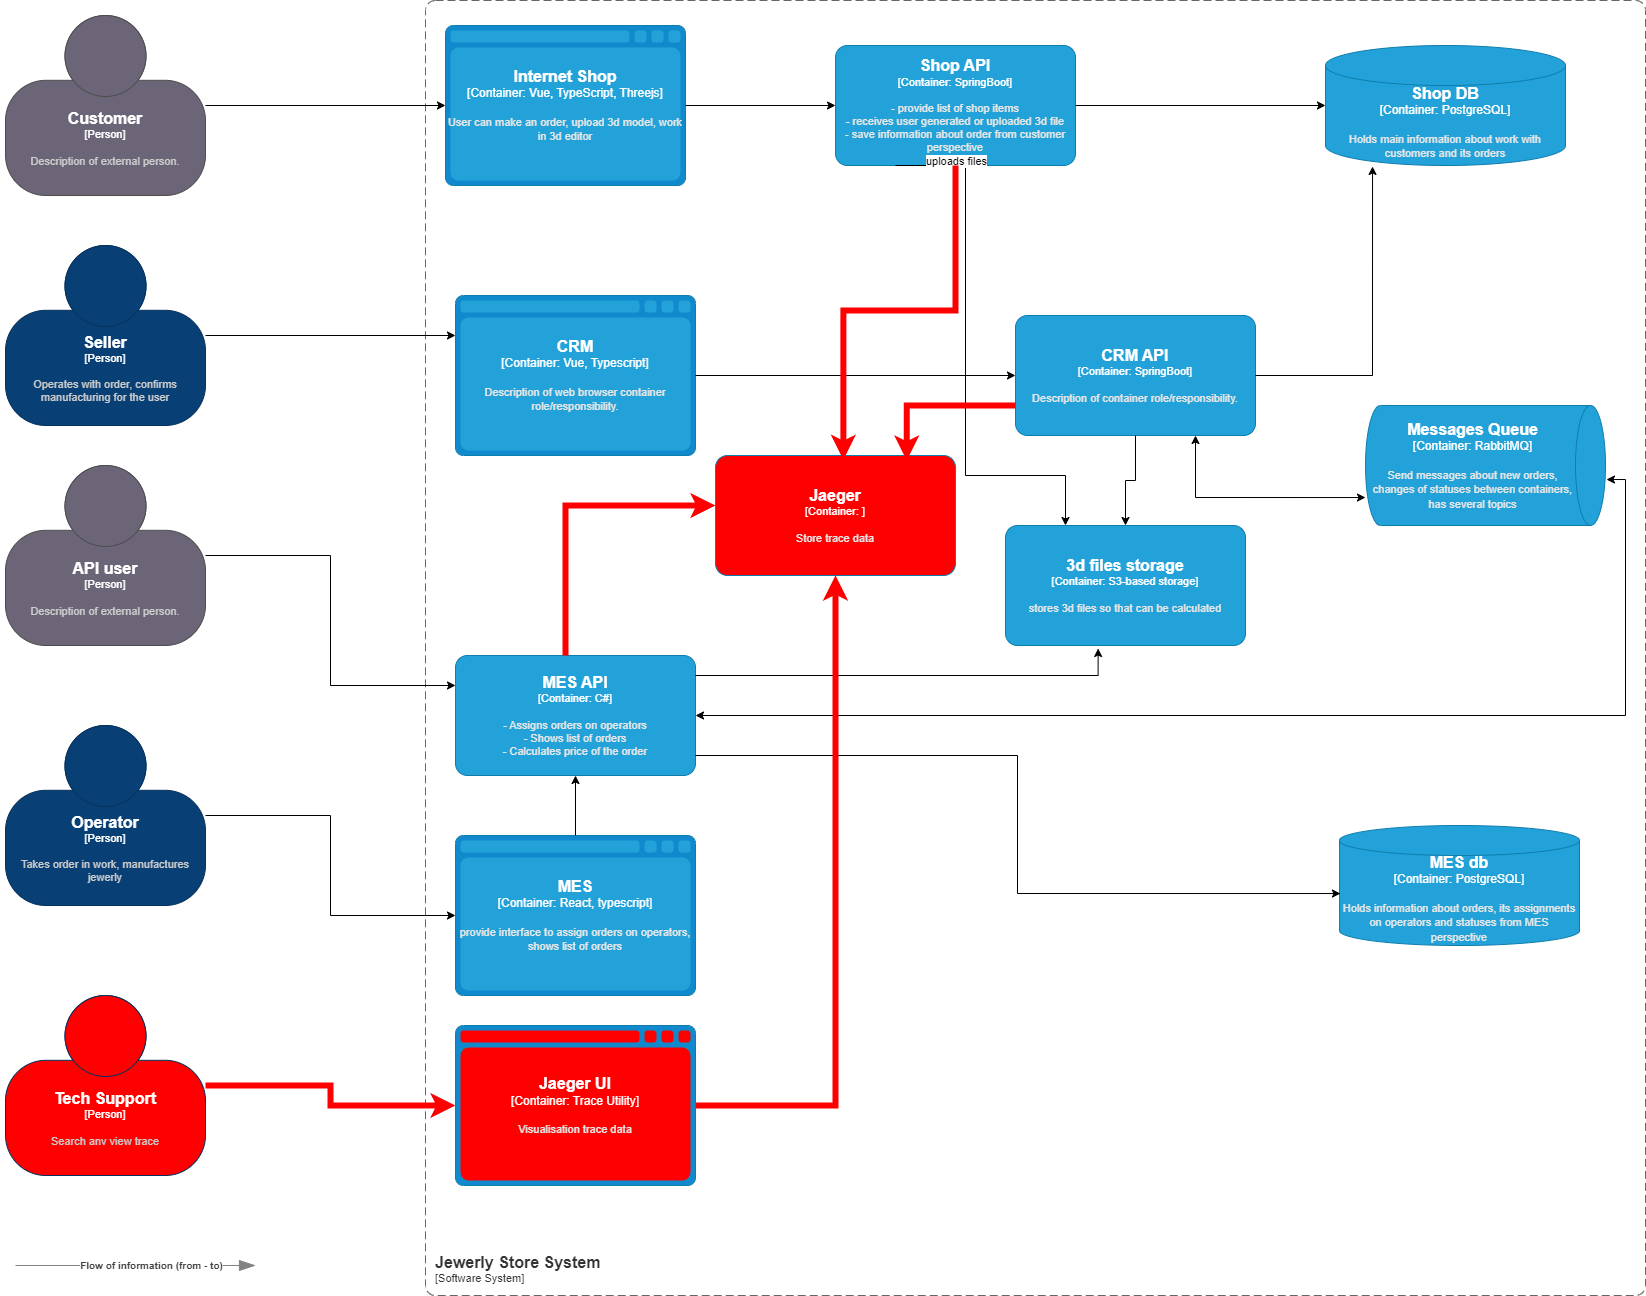 Customer
[Person]
Description of external person.
Internet Shop
[Container: Vue, TypeScript, Threejs]
User can make an order, upload 3d model, work
in 3d editor
Shop API
[Container: SpringBoot]
- provide list of shop items
- receives user generated or uploaded 3d file
- save information about order from customer
perspective
uploads files
Shop DB
[Container: PostgreSQL]
Holds main information about work with
customers and its orders
Seller
[Person]
Operates with order, confirms
manufacturing for the user
CRM
[Container: Vue, Typescript]
Description of web browser container
role/responsibility.
CRM API
[Container: SpringBoot]
Description of container role/responsibility.
Messages Queue
[Container: RabbitMQ]
Send messages about new orders,
changes of statuses between containers,
has several topics
Jaeger
[Container: ]
Store trace data
API user
[Person]
Description of external person.
3d files storage
[Container: S3-based storage]
stores 3d files so that can be calculated
MES API
[Container: C#]
- Assigns orders on operators
- Shows list of orders
- Calculates price of the order
Operator
[Person]
Takes order in work, manufactures
jewerly
MES
[Container: React, typescript]
provide interface to assign orders on operators,
shows list of orders
MES db
[Container: PostgreSQL]
Holds information about orders, its assignments
on operators and statuses from MES
perspective
Tech Support
[Person]
Search anv view trace
Jaeger UI
[Container: Trace Utility]
Visualisation trace data
Flow of information (from - to)
Jewerly Store System
[Software System]